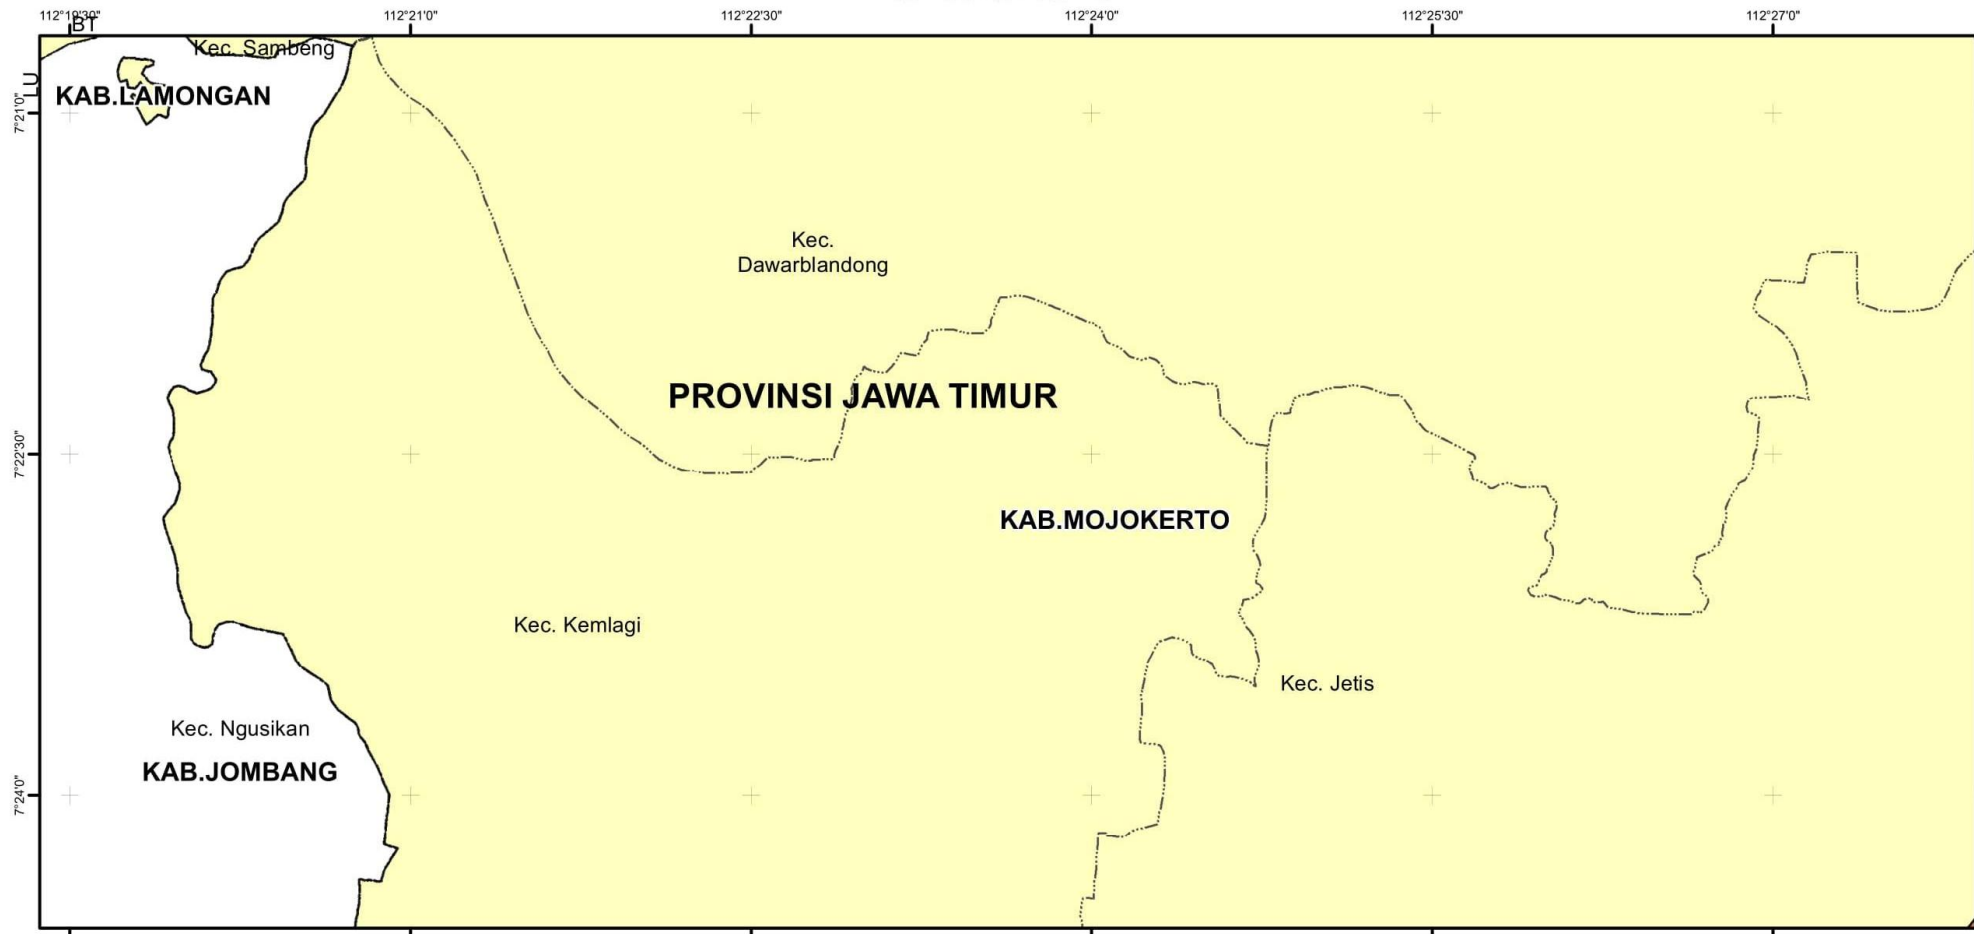 112°19'30" 112°21'0" 112°22'30" 112°24'0" 112°25'30" 112°27'0"
BT
LU
Kec. Sambeng
KAB.LAMONGAN
7°21'0"
Kec.
Dawarblandong
PROVINSI JAWA TIMUR
7°22'30"
KAB.MOJOKERTO
Kec. Kemlagi
Kec. Jetis
Kec. Ngusikan
KAB.JOMBANG
7°24'0"